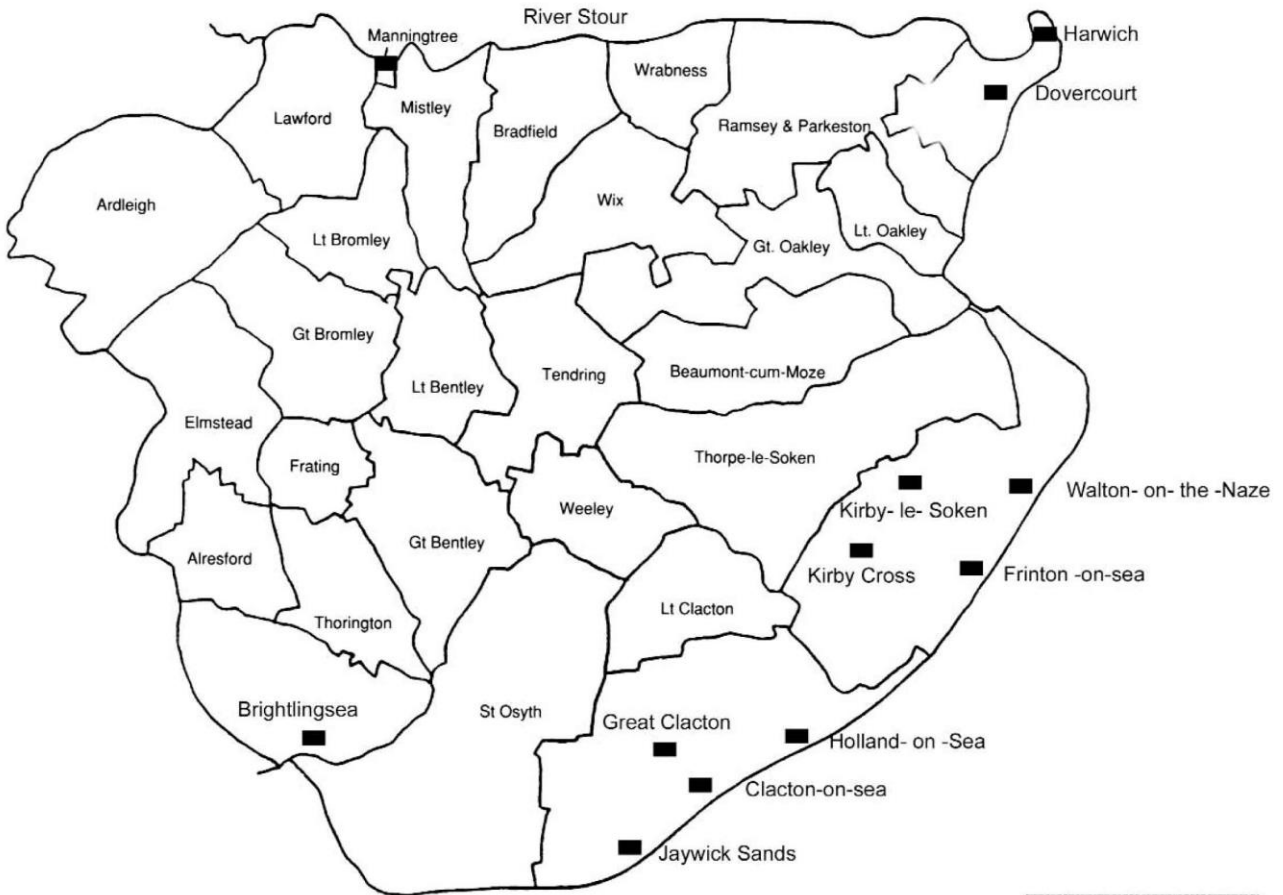 River Stour
Manningtree
Harwich
Wrabness
Dovercourt
Lawford
Mistley
Bradfield
Ramsey & Parkeston
Ardleigh
Wix
Lt Bromley
Gt. Oakley
Lt. Oakley
Gt Bromley
Lt Bentley
Tendring
Beaumont-cum-Moze
Elmstead
Frating
Thorpe-le-Soken
Weeley
Kirby- le- Soken
Walton- on- the -Naze
Gt Bentley
Alresford
Kirby Cross
Frinton -on-sea
Lt Clacton
Thorington
Brightlingsea
St Osyth
Great Clacton
Holland- on -Sea
Clacton-on-sea
Jaywick Sands